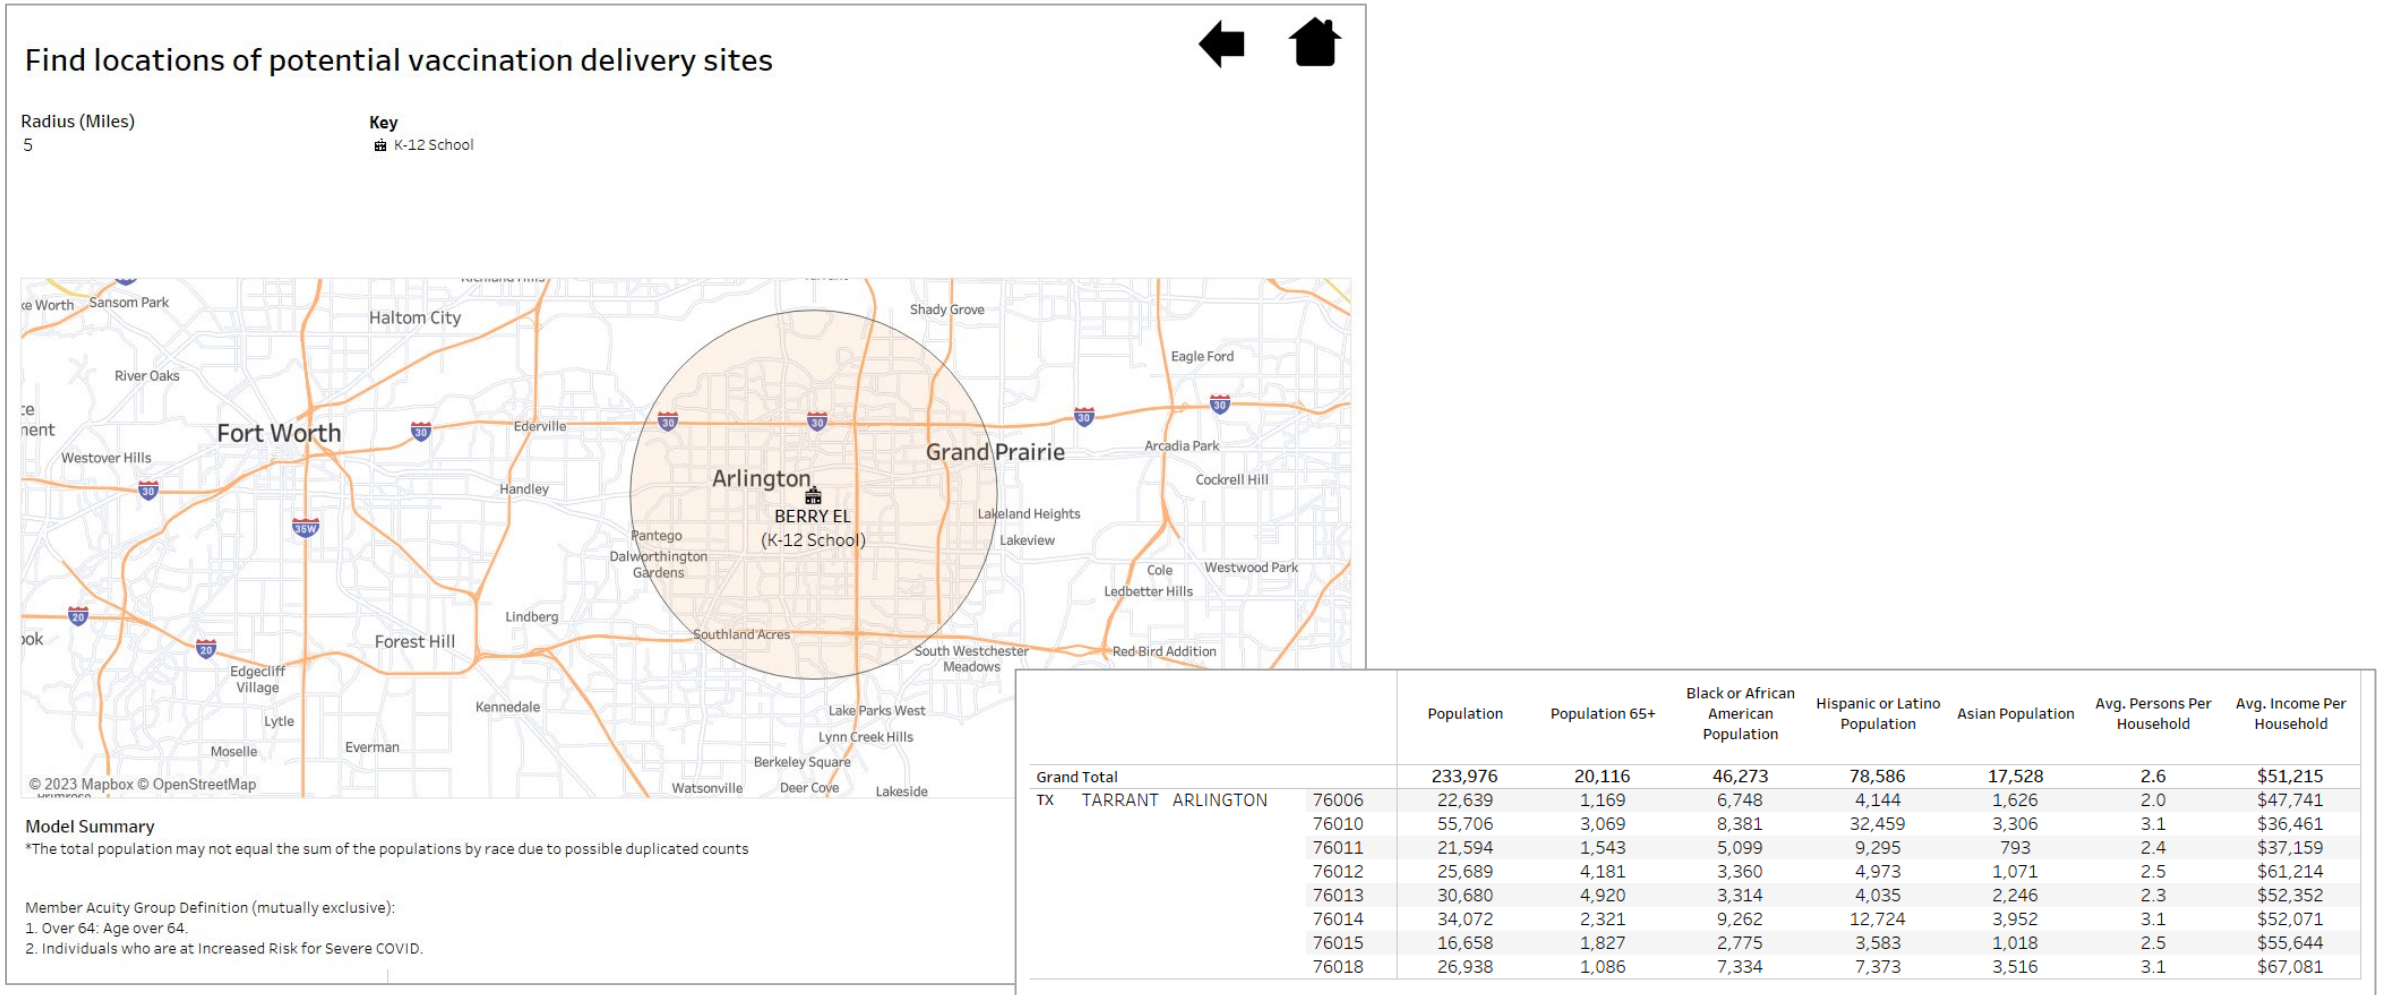 Find locations of potential vaccination delivery sites
Radius (Miles)
5
Key
K-12 School
Sansom Park
Haltom City
Shady Grove
River Oaks
Eagle Ford
30
30
30
30
30
Fort Worth
Ederville
Grand Prairie
Arcadia Park
Westover Hills
Arlington
Cockrell Hill
30
Handley
BERRY EL
(K-12 School)
Lakeland Heights
35W
Pantego
Lakeview
Dalworthington
Gardens
Cole
Westwood Park
Ledbetter Hills
20
Lindberg
Forest Hill
20
Southland Acres
South Westchester
Meadows
Red Bird Addition
Edgecliff
Village
Kennedale
Lytle
Lake Parks West
Moselle
Everman
Lynn Creek Hills
Berkeley Square
© 2023 Mapbox © OpenStreetMap
Watsonville
Deer Cove
Lakeside
Model Summary
*The total population may not equal the sum of the populations by race due to possible duplicated counts
Member Acuity Group Definition (mutually exclusive):
1. Over 64: Age over 64.
2. Individuals who are at Increased Risk for Severe COVID.
Population
Population 65+
Black or African
American
Population
Hispanic or Latino
Population
Asian Population
Avg. Persons Per
Household
Avg. Income Per
Household
Grand Total 233,976 20,116 46,273 78,586 17,528 2.6 $51,215
TX TARRANT ARLINGTON 76006 22,639 1,169 6,748 4,144 1,626 2.0 $47,741
76010 55,706 3,069 8,381 32,459 3,306 3.1 $36,461
76011 21,594 1,543 5,099 9,295 793 2.4 $37,159
76012 25,689 4,181 3,360 4,973 1,071 2.5 $61,214
76013 30,680 4,920 3,314 4,035 2,246 2.3 $52,352
76014 34,072 2,321 9,262 12,724 3,952 3.1 $52,071
76015 16,658 1,827 2,775 3,583 1,018 2.5 $55,644
76018 26,938 1,086 7,334 7,373 3,516 3.1 $67,081